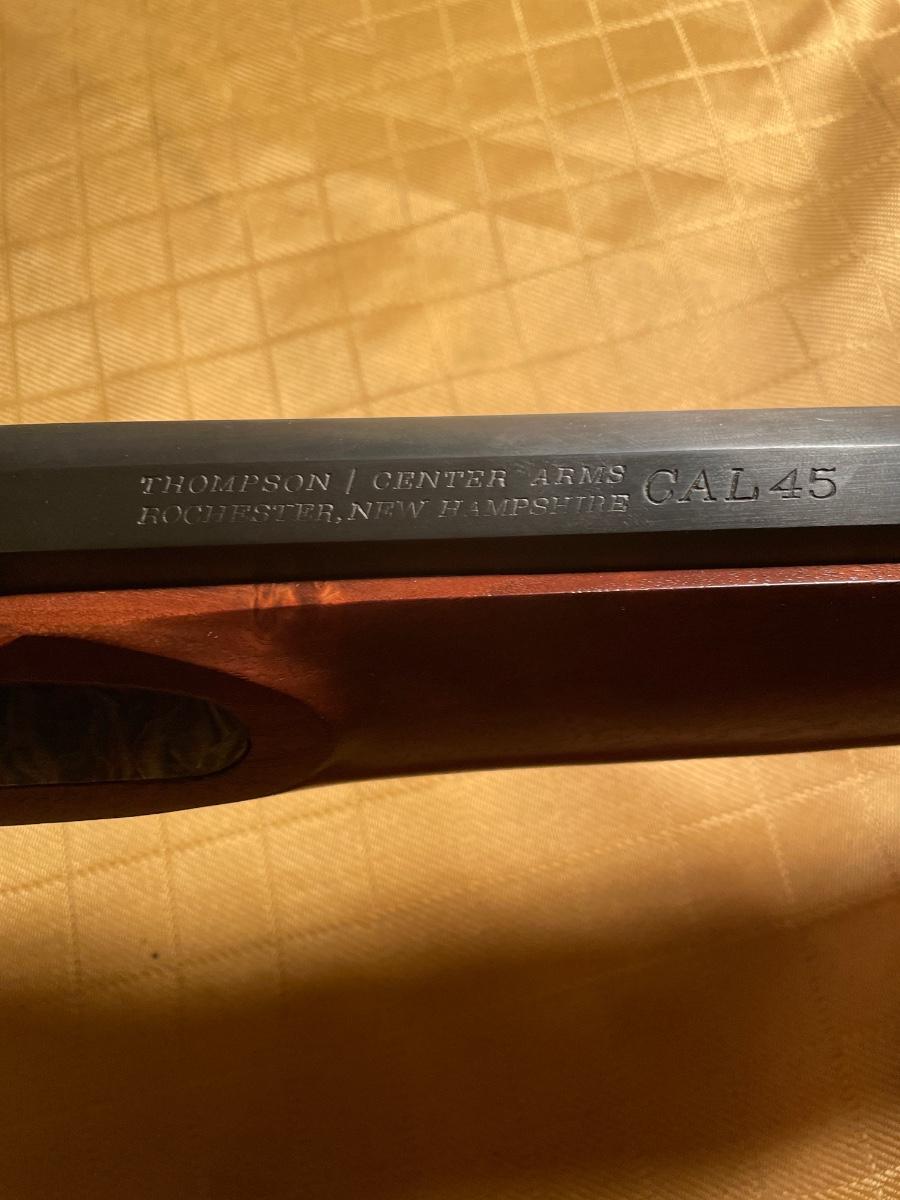 THOMPSON / CENTER ARMS
ROCHESTER, NEW HAMPSHIRE
CAL 45